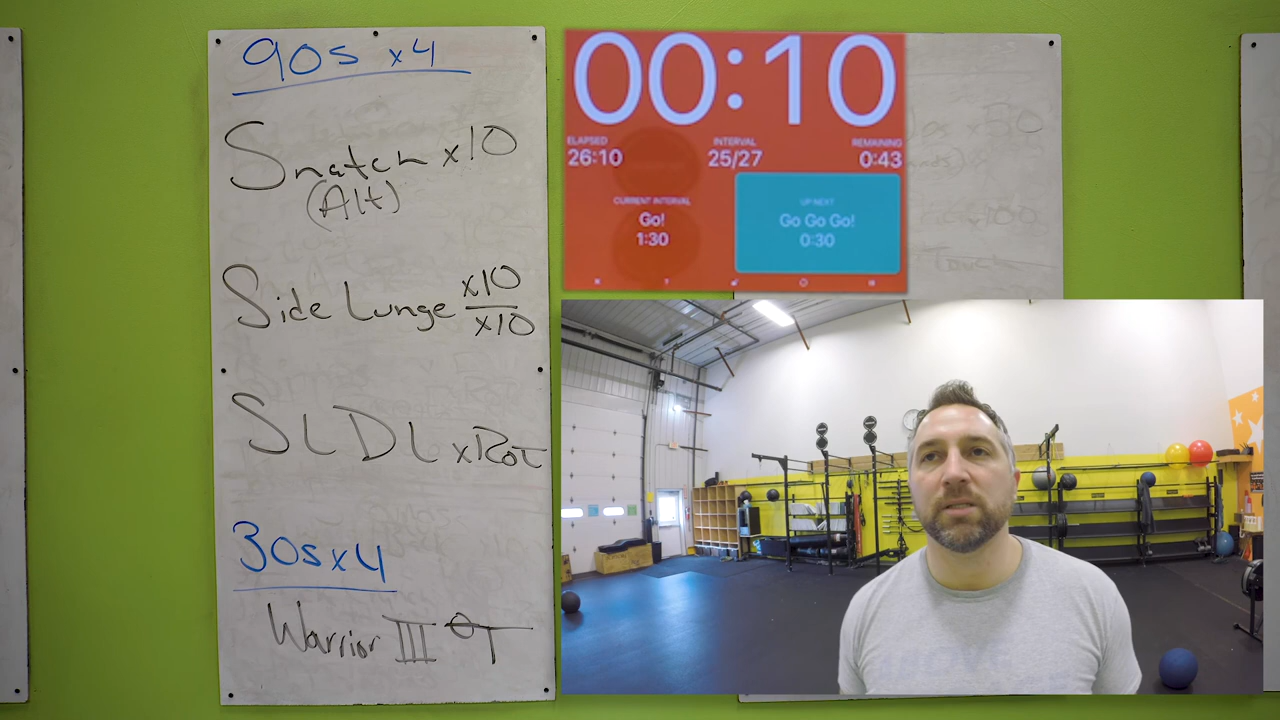 90s x4
Snatch x10
(Alt)
Side Lunge x10
x10
SLDL x Rot
30s x4
Warrior III
00:10
ELAPSED INTERVAL REMAINING
26:10 25/27 0:43
CURRENT INTERVAL
Go!
1:30
UP NEXT
Go Go Go!
0:30